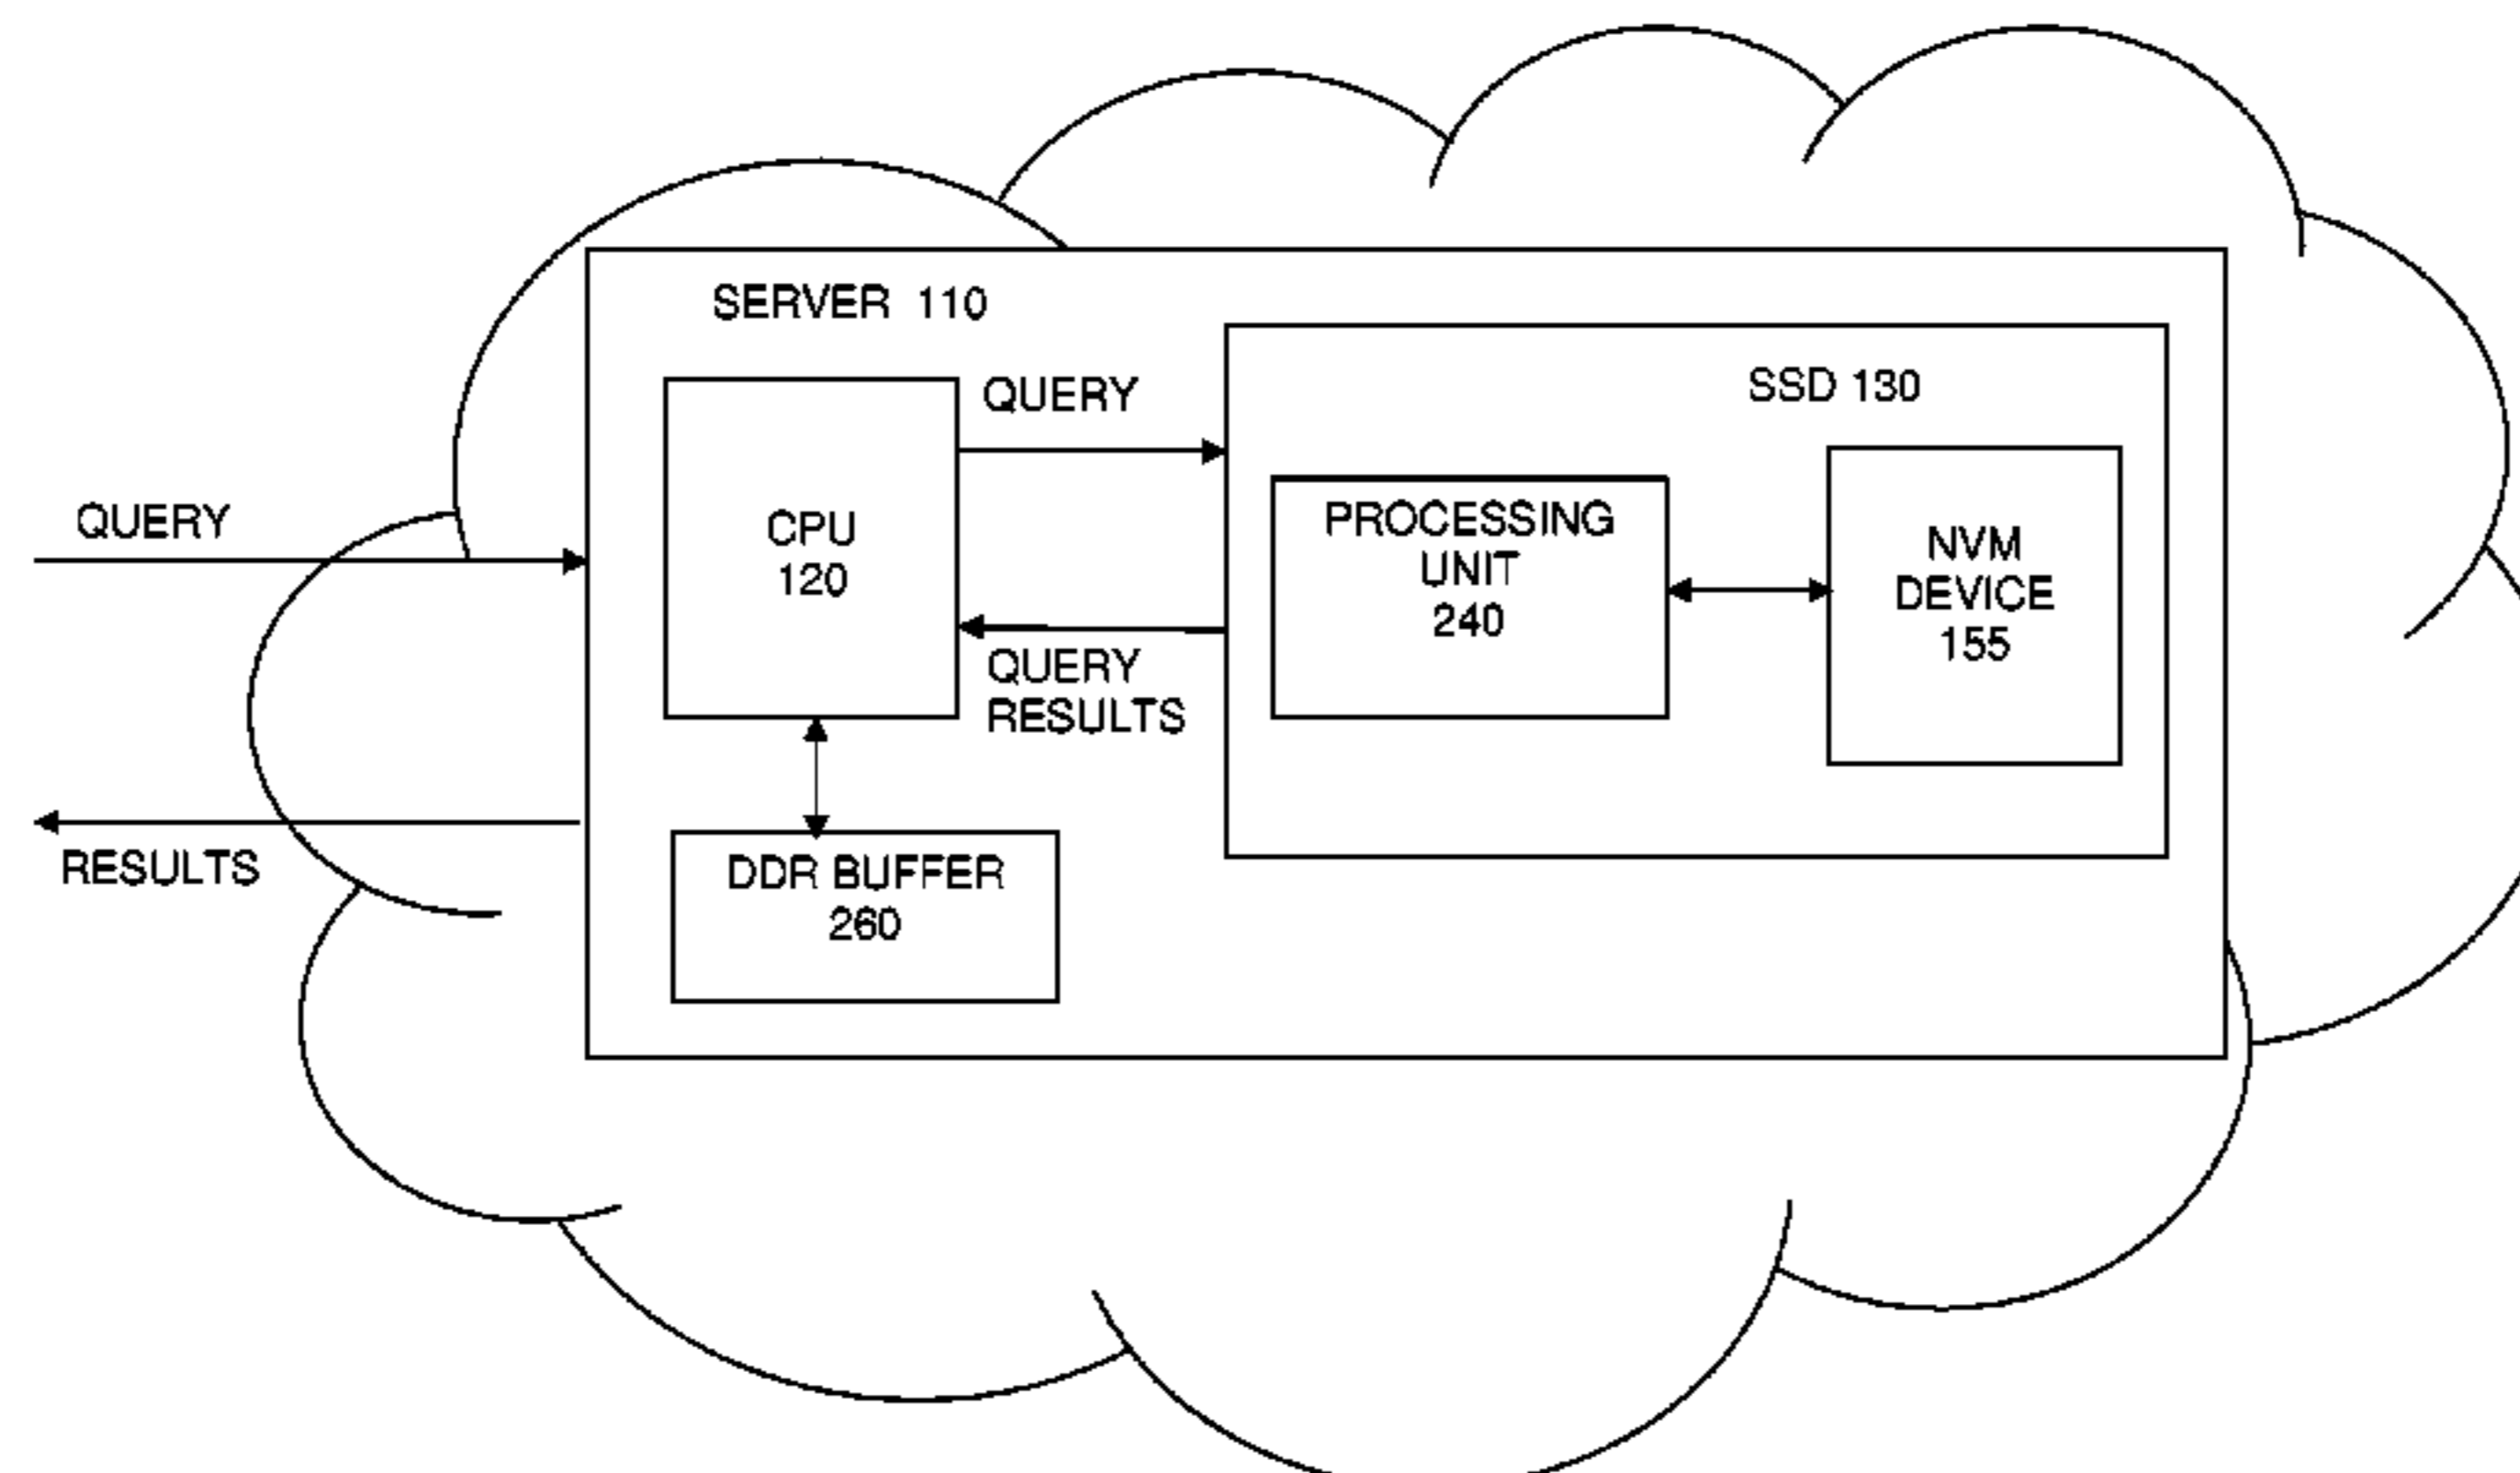 SERVER 110
SSD 130
QUERY
CPU
120
QUERY
PROCESSING
UNIT
240
NVM
DEVICE
155
QUERY
RESULTS
RESULTS
DDR BUFFER
260